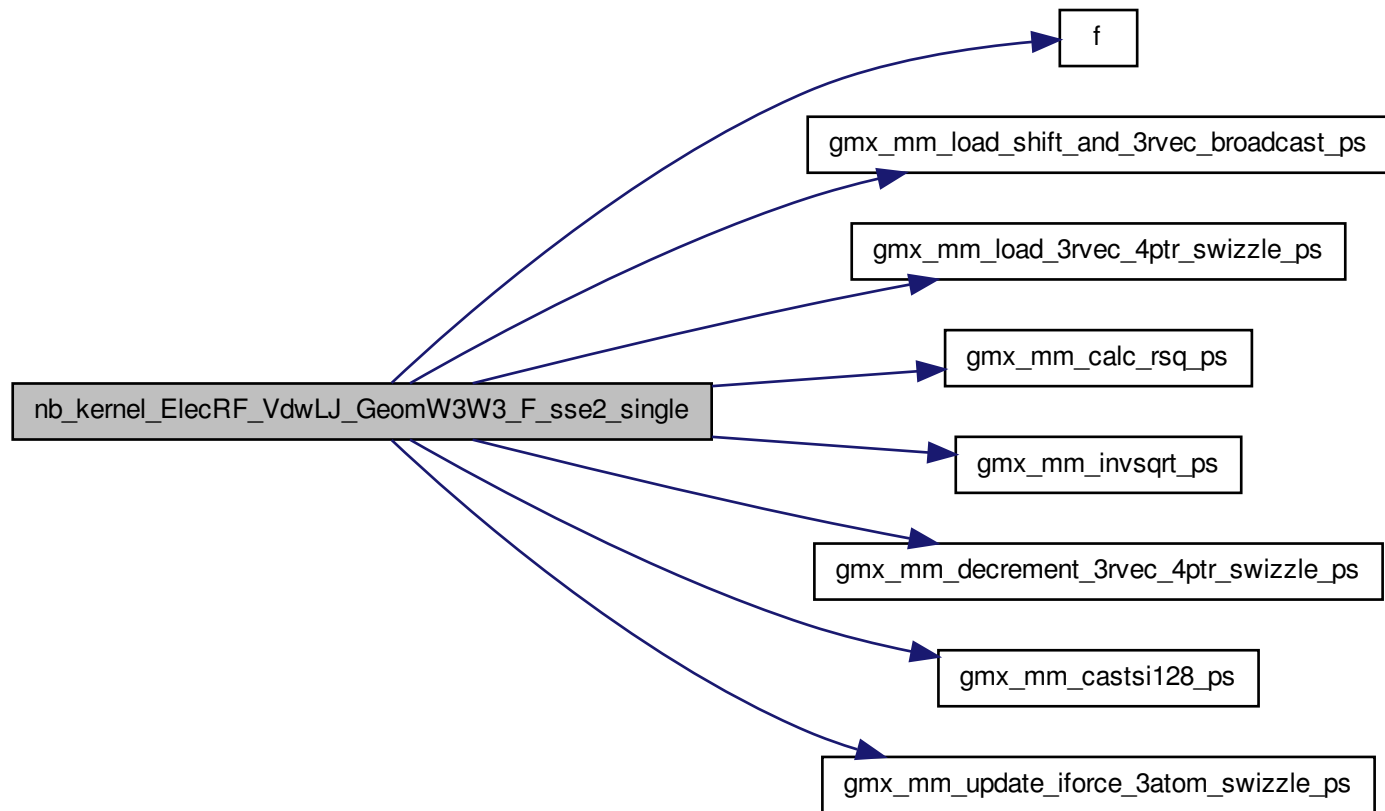 f
gmx_mm_load_shift_and_3rvec_broadcast_ps
gmx_mm_load_3rvec_4ptr_swizzle_ps
gmx_mm_calc_rsq_ps
nb_kernel_ElecRF_VdwLJ_GeomW3W3_F_sse2_single
gmx_mm_invsqrt_ps
gmx_mm_decrement_3rvec_4ptr_swizzle_ps
gmx_mm_castsi128_ps
gmx_mm_update_iforce_3atom_swizzle_ps